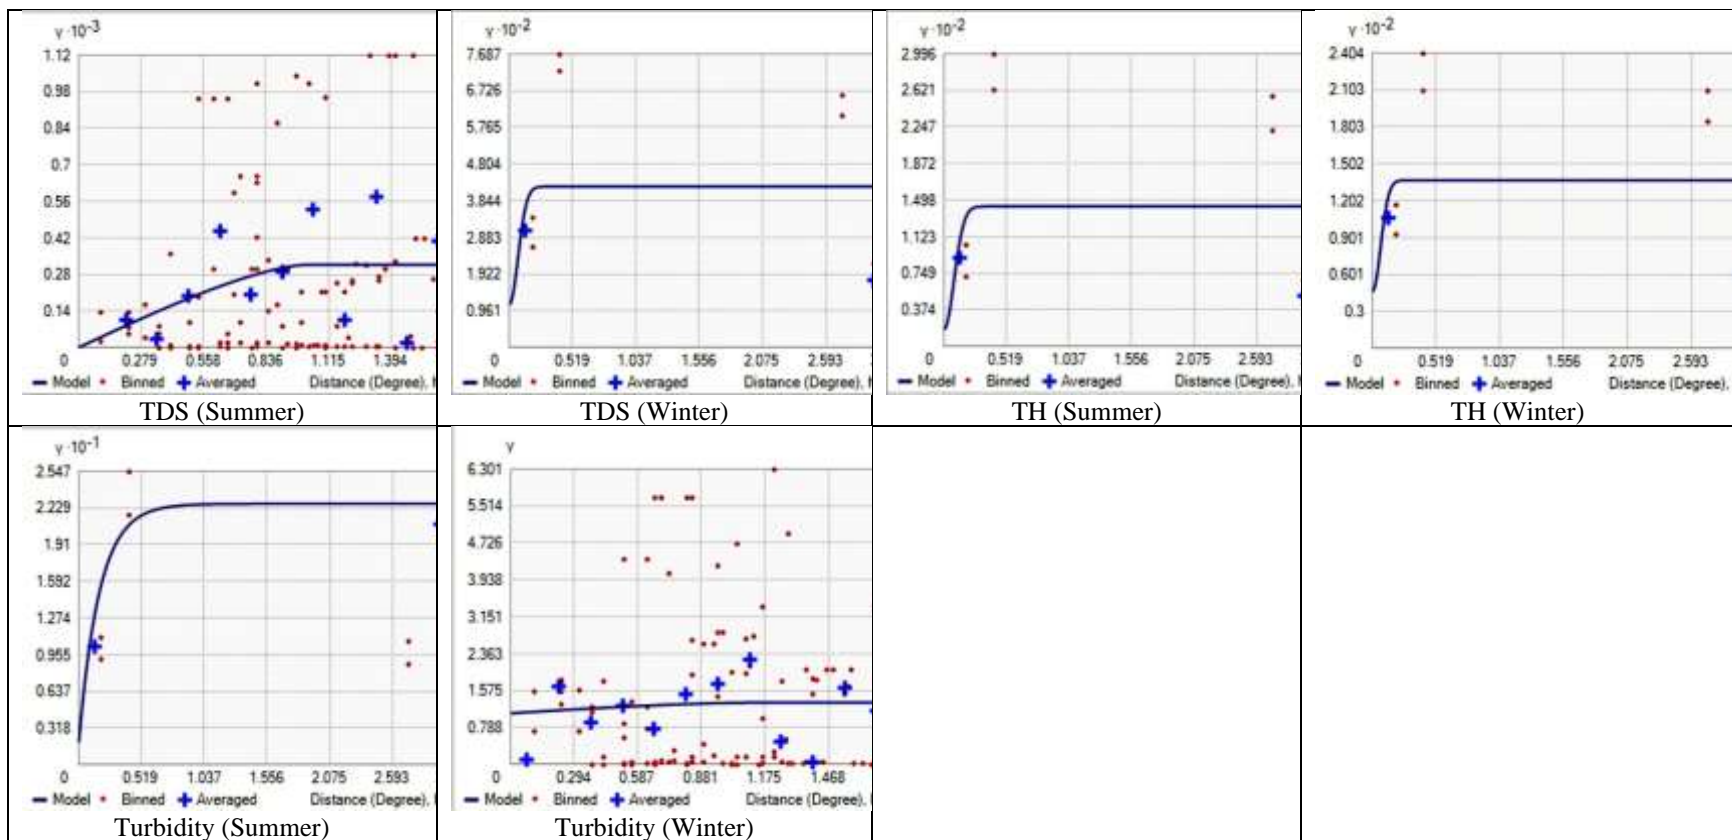 γ ·10⁻³
1.12
0.98
0.84
0.7
0.56
0.42
0.28
0.14
0 0.279 0.558 0.836 1.115 1.394
Model Binned Averaged Distance (Degree),
TDS (Summer)
γ ·10⁻²
7.687
6.726
5.765
4.804
3.844
2.883
1.922
0.961
0 0.519 1.037 1.556 2.075 2.593
Model Binned Averaged Distance (Degree),
TDS (Winter)
γ ·10⁻²
2.996
2.621
2.247
1.872
1.498
1.123
0.749
0.374
0 0.519 1.037 1.556 2.075 2.593
Model Binned Averaged Distance (Degree),
TH (Summer)
γ ·10⁻²
2.404
2.103
1.803
1.502
1.202
0.901
0.601
0.3
0 0.519 1.037 1.556 2.075 2.593
Model Binned Averaged Distance (Degree),
TH (Winter)
γ ·10⁻¹
2.547
2.229
1.91
1.592
1.274
0.955
0.637
0.318
0 0.519 1.037 1.556 2.075 2.593
Model Binned Averaged Distance (Degree),
Turbidity (Summer)
γ
6.301
5.514
4.726
3.938
3.151
2.363
1.575
0.788
0 0.294 0.587 0.881 1.175 1.468
Model Binned Averaged Distance (Degree),
Turbidity (Winter)